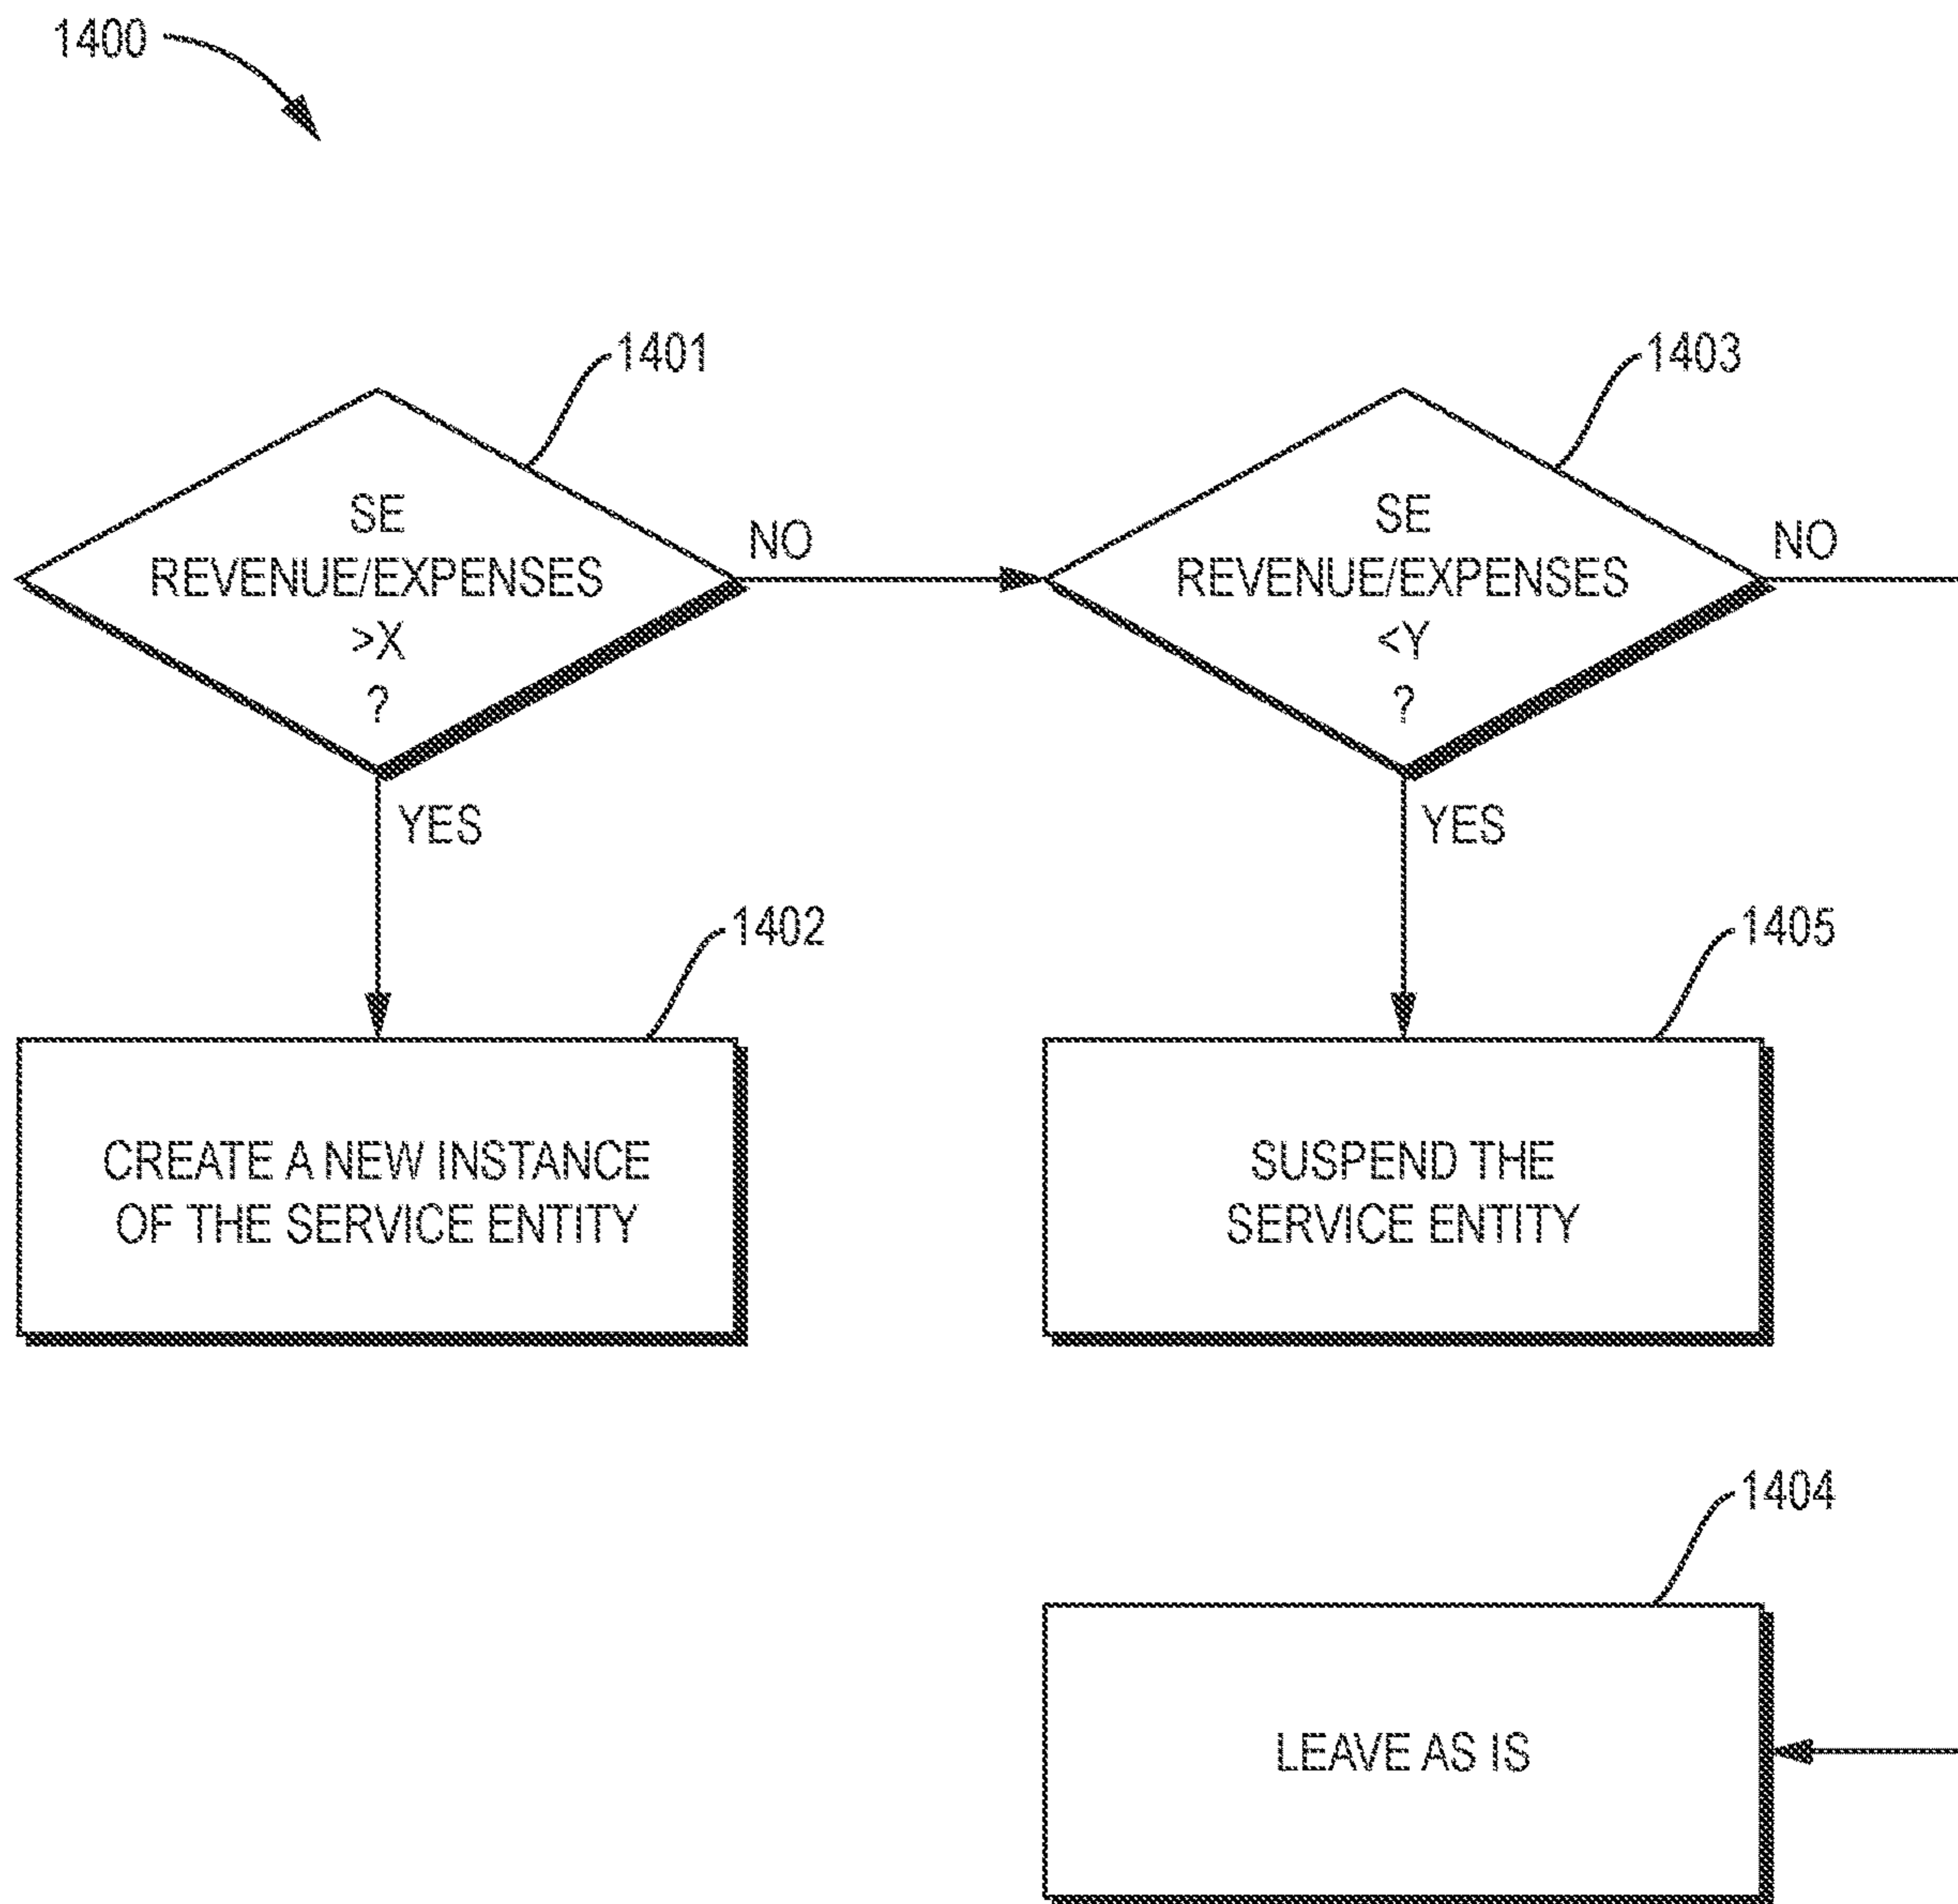 1400
1401
SE
REVENUE/EXPENSES
>X
?
NO
YES
1403
SE
REVENUE/EXPENSES
<Y
?
NO
YES
1402
CREATE A NEW INSTANCE
OF THE SERVICE ENTITY
1405
SUSPEND THE
SERVICE ENTITY
1404
LEAVE AS IS